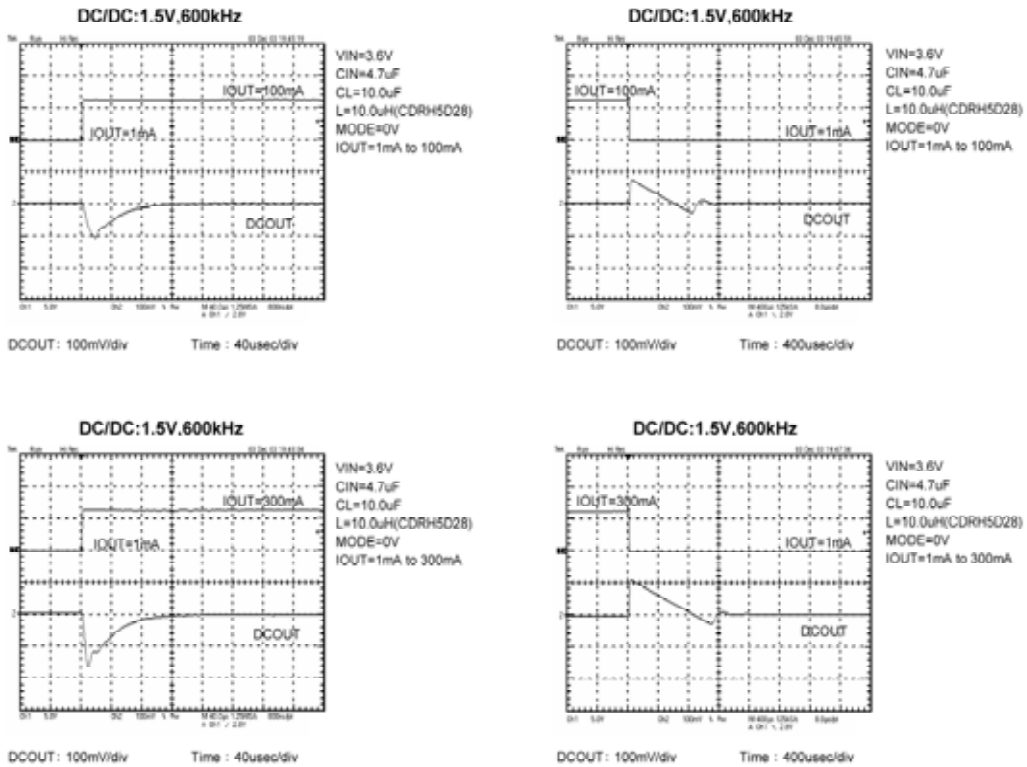 DC/DC:1.5V,600kHz
IOUT=100mA
IOUT=1mA
DCOUT
VIN=3.6V
CIN=4.7uF
CL=10.0uF
L=10.0uH(CDRH5D28)
MODE=0V
IOUT=1mA to 100mA
DCOUT: 100mV/div Time : 40usec/div
DC/DC:1.5V,600kHz
IOUT=100mA
IOUT=1mA
DCOUT
VIN=3.6V
CIN=4.7uF
CL=10.0uF
L=10.0uH(CDRH5D28)
MODE=0V
IOUT=1mA to 100mA
DCOUT: 100mV/div Time : 400usec/div
DC/DC:1.5V,600kHz
IOUT=300mA
IOUT=1mA
DCOUT
VIN=3.6V
CIN=4.7uF
CL=10.0uF
L=10.0uH(CDRH5D28)
MODE=0V
IOUT=1mA to 300mA
DCOUT: 100mV/div Time : 40usec/div
DC/DC:1.5V,600kHz
IOUT=300mA
IOUT=1mA
DCOUT
VIN=3.6V
CIN=4.7uF
CL=10.0uF
L=10.0uH(CDRH5D28)
MODE=0V
IOUT=1mA to 300mA
DCOUT: 100mV/div Time : 400usec/div